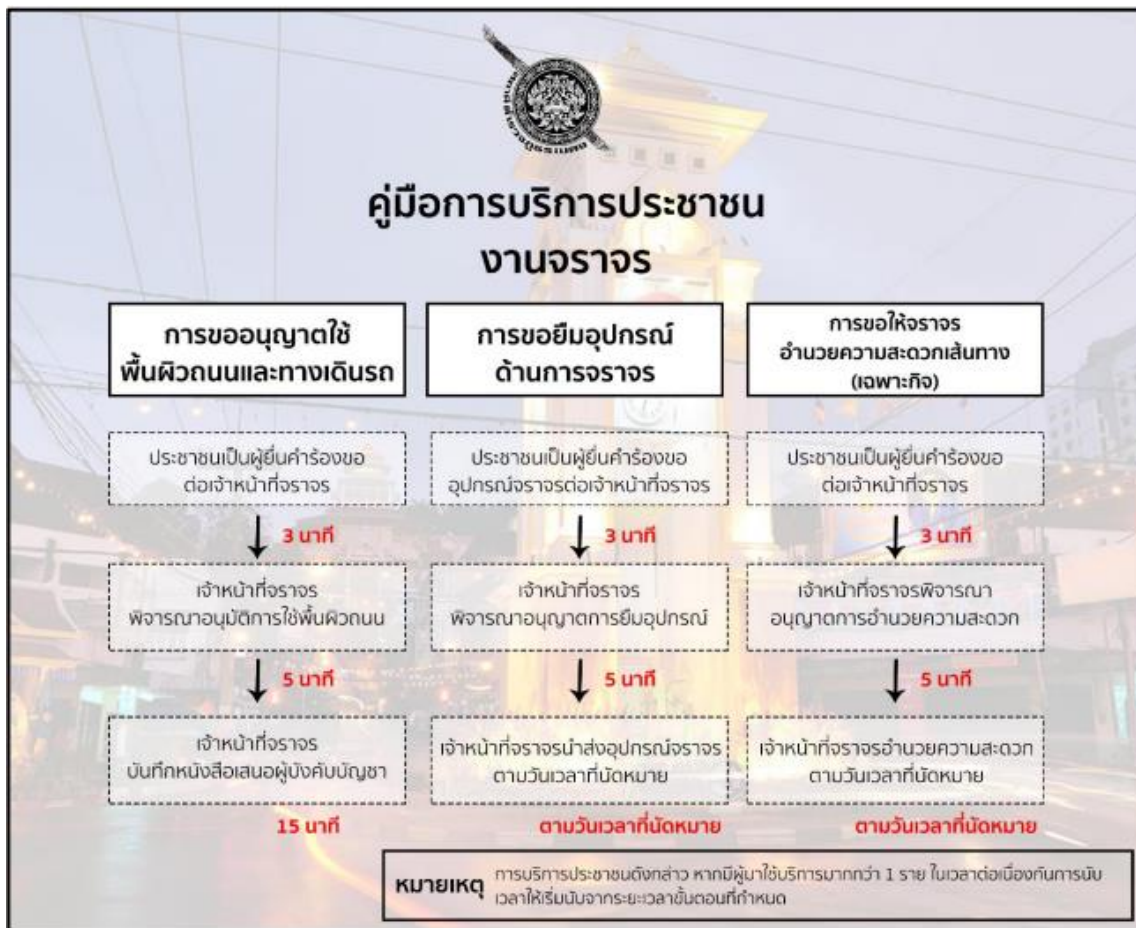 คู่มือการบริการประชาชน
งานจราจร
การขออนุญาตใช้
พื้นผิวถนนและทางเดินรถ
ประชาชนเป็นผู้ยื่นคำร้องขอ
ต่อเจ้าหน้าที่จราจร
3 นาที
เจ้าหน้าที่จราจร
พิจารณาอนุมัติการใช้พื้นผิวถนน
5 นาที
เจ้าหน้าที่จราจร
บันทึกหนังสือเสนอผู้บังคับบัญชา
15 นาที
การขอยืมอุปกรณ์
ด้านการจราจร
ประชาชนเป็นผู้ยื่นคำร้องขอ
อุปกรณ์จราจรต่อเจ้าหน้าที่จราจร
3 นาที
เจ้าหน้าที่จราจร
พิจารณาอนุญาตการยืมอุปกรณ์
5 นาที
เจ้าหน้าที่จราจรนำส่งอุปกรณ์จราจร
ตามวันเวลาที่นัดหมาย
ตามวันเวลาที่นัดหมาย
การขอให้จราจร
อำนวยความสะดวกเส้นทาง
(เฉพาะกิจ)
ประชาชนเป็นผู้ยื่นคำร้องขอ
ต่อเจ้าหน้าที่จราจร
3 นาที
เจ้าหน้าที่จราจรพิจารณา
อนุญาตการอำนวยความสะดวก
5 นาที
เจ้าหน้าที่จราจรอำนวยความสะดวก
ตามวันเวลาที่นัดหมาย
ตามวันเวลาที่นัดหมาย
หมายเหตุ การบริการประชาชนดังกล่าว หากมีผู้มาใช้บริการมากกว่า 1 ราย ในเวลาต่อเนื่องกันการนับ
เวลาให้เริ่มนับจากระยะเวลาขั้นตอนที่กำหนด